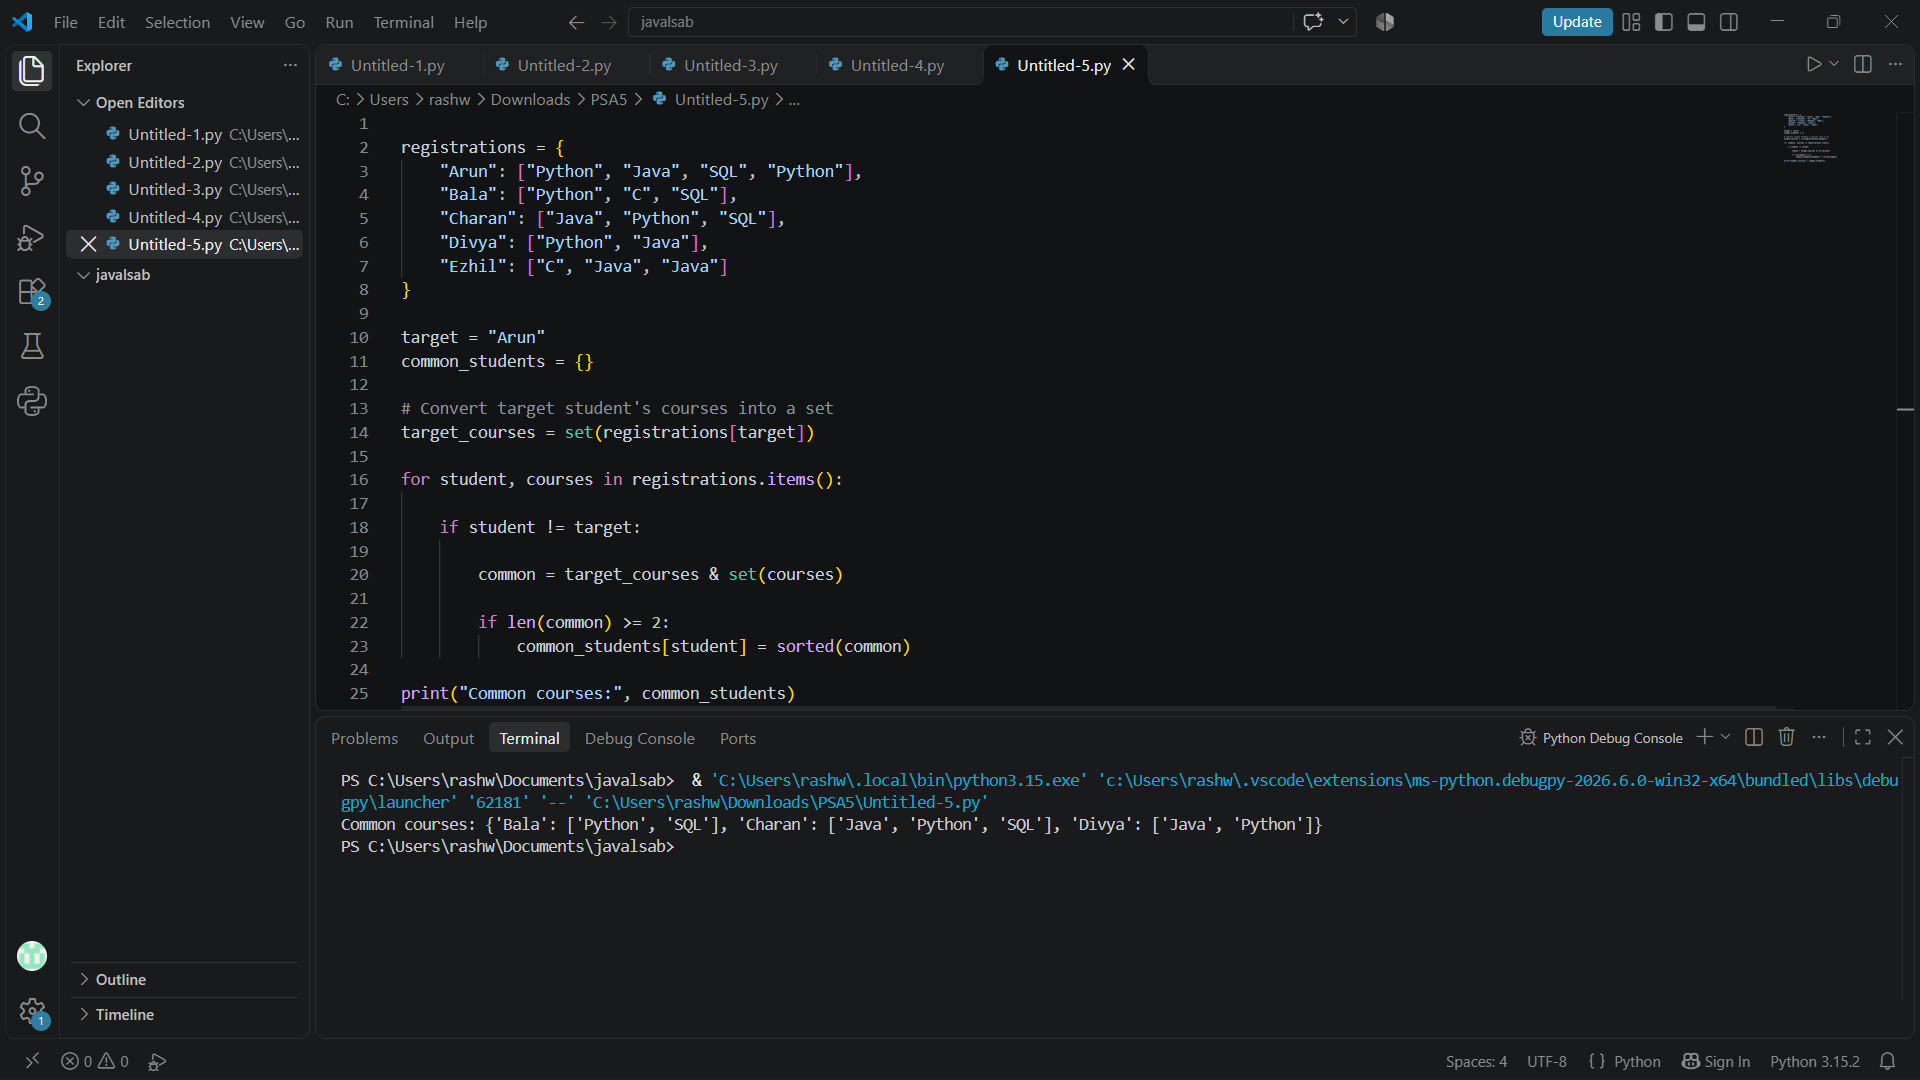 File Edit Selection View Go Run Terminal Help
javalsab
Update
Explorer
Open Editors
Untitled-1.py C:\Users\...
Untitled-2.py C:\Users\...
Untitled-3.py C:\Users\...
Untitled-4.py C:\Users\...
Untitled-5.py C:\Users\...
javalsab
2
Outline
Timeline
1
Untitled-1.py Untitled-2.py Untitled-3.py Untitled-4.py Untitled-5.py
C: > Users > rashw > Downloads > PSA5 > Untitled-5.py > ...
1
2 registrations = {
3 "Arun": ["Python", "Java", "SQL", "Python"],
4 "Bala": ["Python", "C", "SQL"],
5 "Charan": ["Java", "Python", "SQL"],
6 "Divya": ["Python", "Java"],
7 "Ezhil": ["C", "Java", "Java"]
8 }
9
10 target = "Arun"
11 common_students = {}
12
13 # Convert target student's courses into a set
14 target_courses = set(registrations[target])
15
16 for student, courses in registrations.items():
17
18 if student != target:
19
20 common = target_courses & set(courses)
21
22 if len(common) >= 2:
23 common_students[student] = sorted(common)
24
25 print("Common courses:", common_students)
Problems Output Terminal Debug Console Ports
Python Debug Console
PS C:\Users\rashw\Documents\javalsab> & 'C:\Users\rashw\.local\bin\python3.15.exe' 'c:\Users\rashw\.vscode\extensions\ms-python.debugpy-2026.6.0-win32-x64\bundled\libs\debu
gpy\launcher' '62181' '--' 'C:\Users\rashw\Downloads\PSA5\Untitled-5.py'
Common courses: {'Bala': ['Python', 'SQL'], 'Charan': ['Java', 'Python', 'SQL'], 'Divya': ['Java', 'Python']}
PS C:\Users\rashw\Documents\javalsab>
0 0
Spaces: 4 UTF-8 { } Python Sign In Python 3.15.2